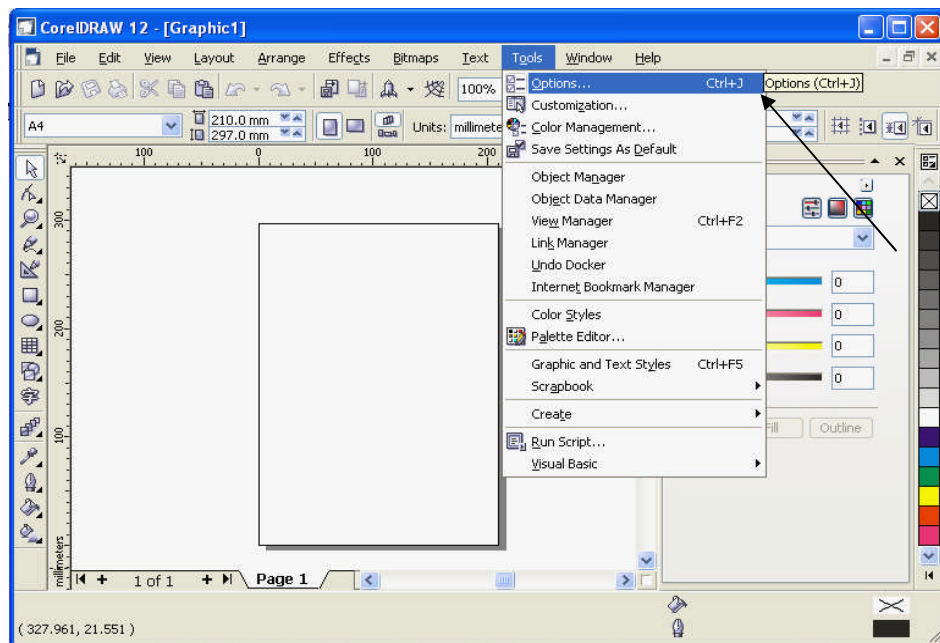 CorelDRAW 12 - [Graphic1]
File Edit View Layout Arrange Effects Bitmaps Text Tools Window Help
100%
Options... Ctrl+J
Options (Ctrl+J)
A4
210.0 mm
297.0 mm
Units: millimete
Customization...
Color Management...
Save Settings As Default
100 0 100 200
Object Manager
Object Data Manager
View Manager Ctrl+F2
Link Manager
Undo Docker
Internet Bookmark Manager
Color Styles
Palette Editor...
Graphic and Text Styles Ctrl+F5
Scrapbook
Create
Run Script...
Visual Basic
0
0
0
0
Fill Outline
300
200
100
millimeters
1 of 1 Page 1
( 327.961, 21.551 )